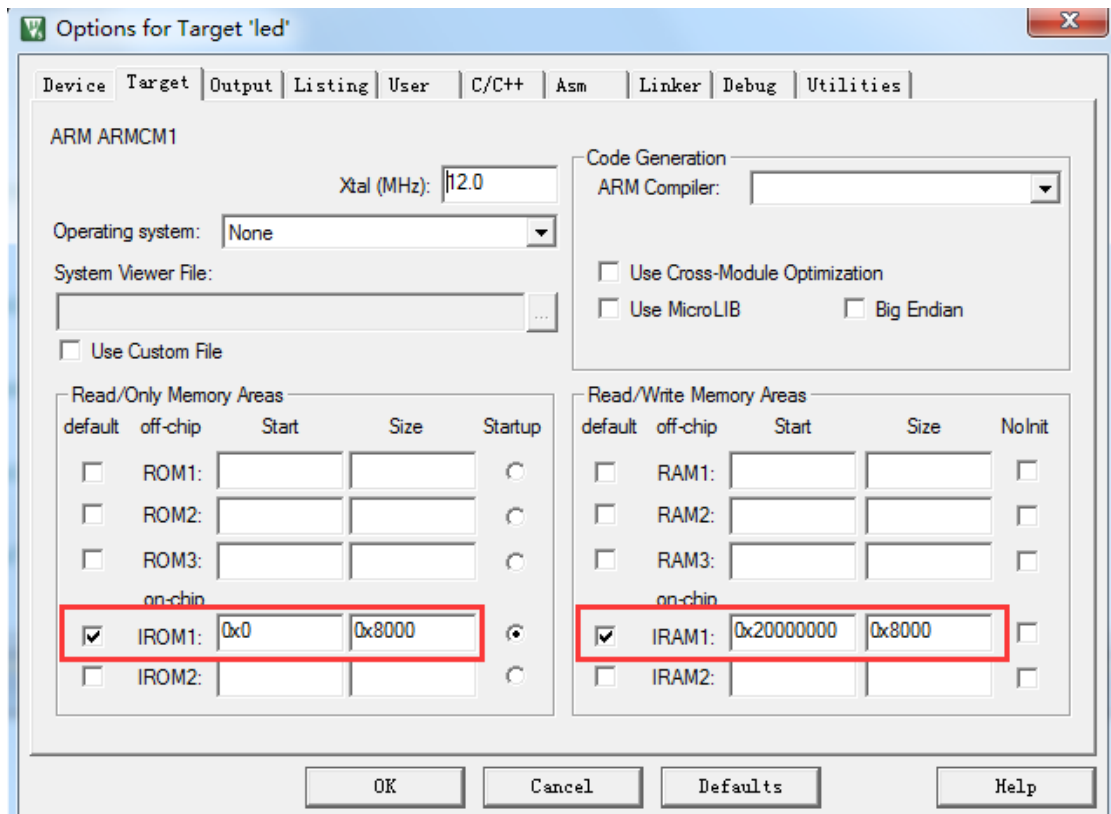 Options for Target 'led'
Device Target Output Listing User C/C++ Asm Linker Debug Utilities
ARM ARMCM1
Xtal (MHz): 12.0
Operating system: None
System Viewer File:
...
Use Custom File
Code Generation
ARM Compiler:
Use Cross-Module Optimization
Use MicroLIB Big Endian
Read/Only Memory Areas
default off-chip Start Size Startup
ROM1:
ROM2:
ROM3:
on-chip
IROM1: 0x0 0x8000
IROM2:
Read/Write Memory Areas
default off-chip Start Size NoInit
RAM1:
RAM2:
RAM3:
on-chip
IRAM1: 0x20000000 0x8000
IRAM2:
OK Cancel Defaults Help